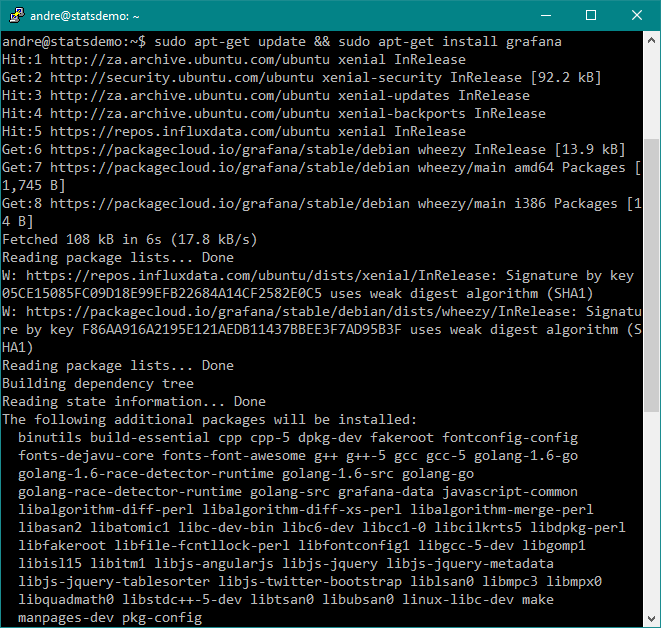 andre@statsdemo: ~
andre@statsdemo:~$ sudo apt-get update && sudo apt-get install grafana
Hit:1 http://za.archive.ubuntu.com/ubuntu xenial InRelease
Get:2 http://security.ubuntu.com/ubuntu xenial-security InRelease [92.2 kB]
Hit:3 http://za.archive.ubuntu.com/ubuntu xenial-updates InRelease
Hit:4 http://za.archive.ubuntu.com/ubuntu xenial-backports InRelease
Hit:5 https://repos.influxdata.com/ubuntu xenial InRelease
Get:6 https://packagecloud.io/grafana/stable/debian wheezy InRelease [13.9 kB]
Get:7 https://packagecloud.io/grafana/stable/debian wheezy/main amd64 Packages [
1,745 B]
Get:8 https://packagecloud.io/grafana/stable/debian wheezy/main i386 Packages [1
4 B]
Fetched 108 kB in 6s (17.8 kB/s)
Reading package lists... Done
W: https://repos.influxdata.com/ubuntu/dists/xenial/InRelease: Signature by key
05CE15085FC09D18E99EFB22684A14CF2582E0C5 uses weak digest algorithm (SHA1)
W: https://packagecloud.io/grafana/stable/debian/dists/wheezy/InRelease: Signatu
re by key F86AA916A2195E121AEDB11437BBEE3F7AD95B3F uses weak digest algorithm (S
HA1)
Reading package lists... Done
Building dependency tree
Reading state information... Done
The following additional packages will be installed:
  binutils build-essential cpp cpp-5 dpkg-dev fakeroot fontconfig-config
  fonts-dejavu-core fonts-font-awesome g++ g++-5 gcc gcc-5 golang-1.6-go
  golang-1.6-race-detector-runtime golang-1.6-src golang-go
  golang-race-detector-runtime golang-src grafana-data javascript-common
  libalgorithm-diff-perl libalgorithm-diff-xs-perl libalgorithm-merge-perl
  libasan2 libatomic1 libc-dev-bin libc6-dev libcc1-0 libcilkrts5 libdpkg-perl
  libfakeroot libfile-fcntllock-perl libfontconfig1 libgcc-5-dev libgomp1
  libisl15 libitm1 libjs-angularjs libjs-jquery libjs-jquery-metadata
  libjs-jquery-tablesorter libjs-twitter-bootstrap liblsan0 libmpc3 libmpx0
  libquadmath0 libstdc++-5-dev libtsan0 libubsan0 linux-libc-dev make
  manpages-dev pkg-config